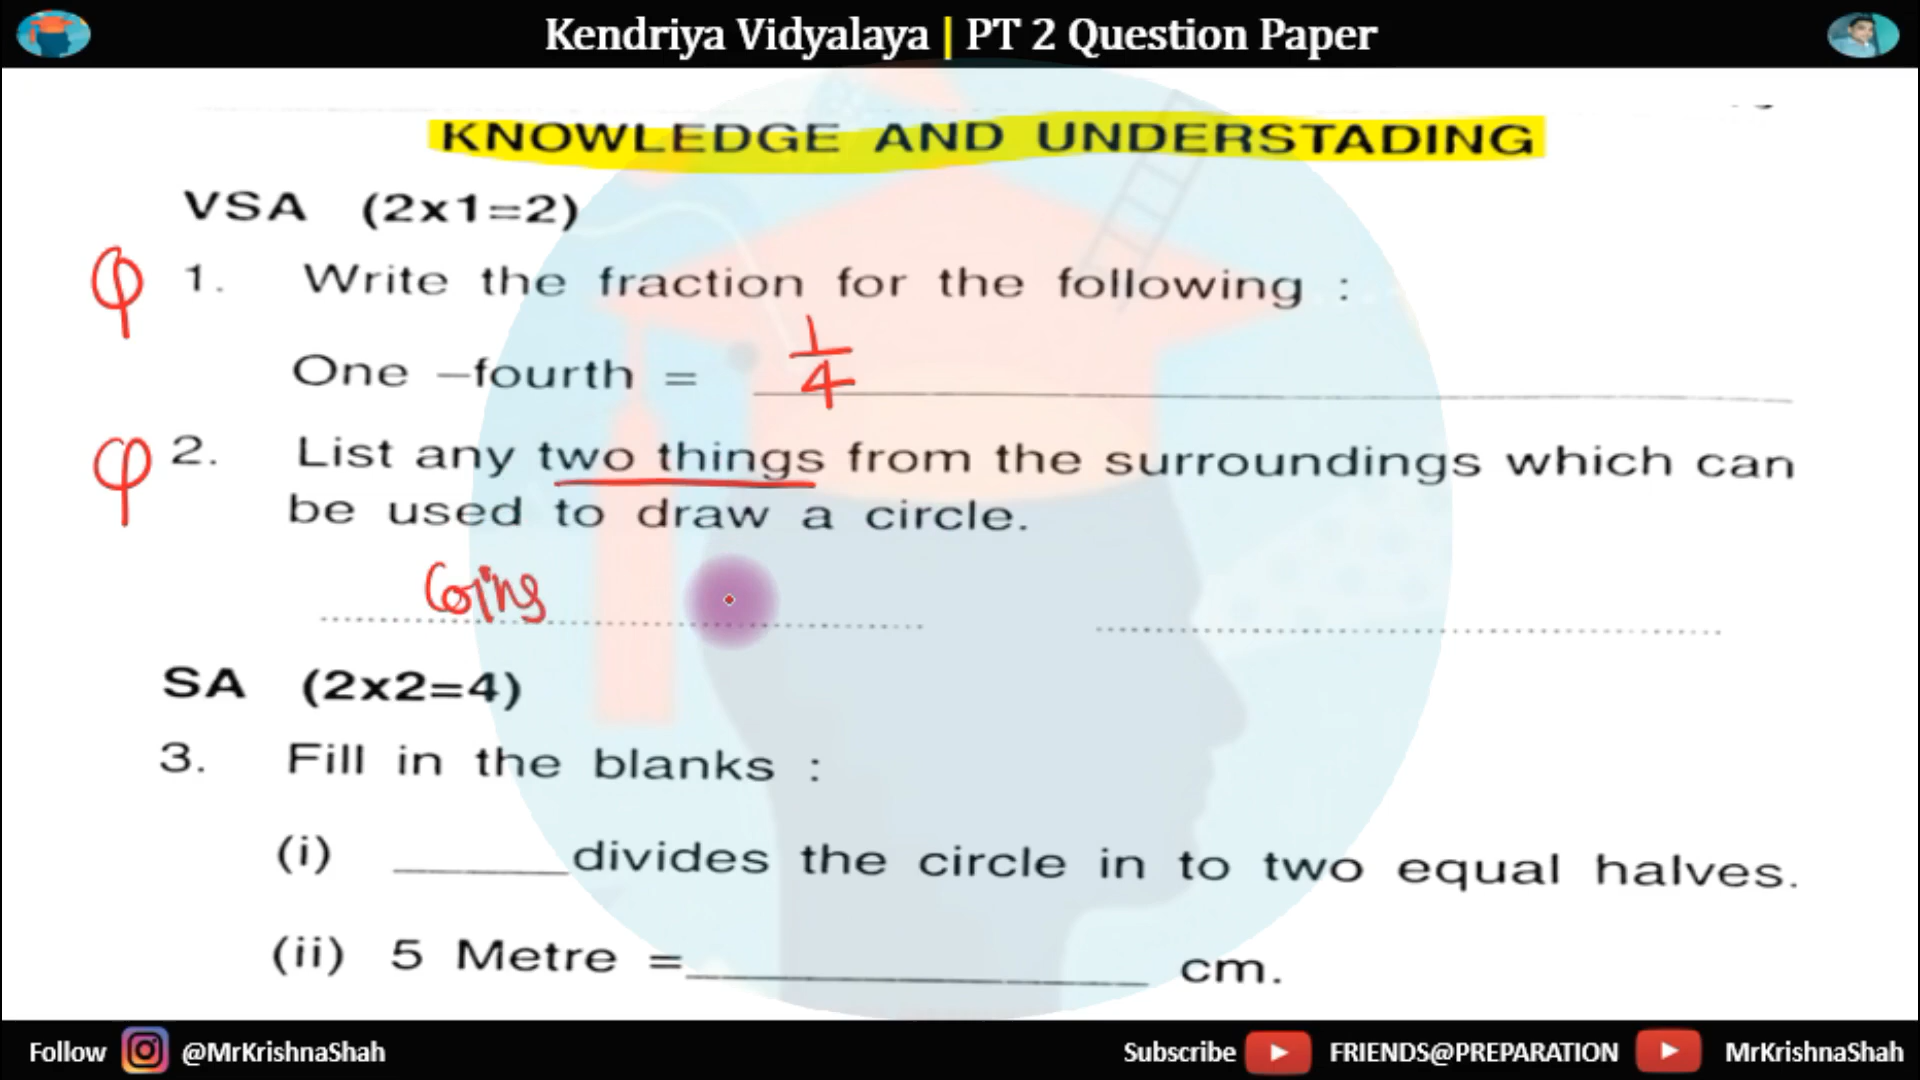 Kendriya Vidyalaya | PT 2 Question Paper
KNOWLEDGE AND UNDERSTADING
VSA (2x1=2)
Q 1. Write the fraction for the following :
One –fourth = 1/4
Q 2. List any two things from the surroundings which can
be used to draw a circle.
Coins
SA (2x2=4)
3. Fill in the blanks :
(i) ______divides the circle in to two equal halves.
(ii) 5 Metre =______________ cm.
Follow @MrKrishnaShah Subscribe FRIENDS@PREPARATION MrKrishnaShah